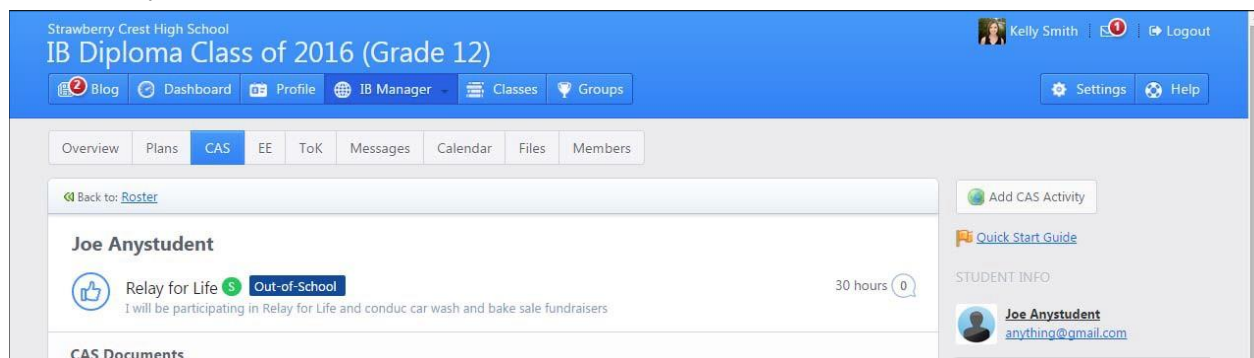 Strawberry Crest High School
IB Diploma Class of 2016 (Grade 12)
Kelly Smith 1 Logout
2 Blog Dashboard Profile IB Manager Classes Groups Settings Help
Overview Plans CAS EE ToK Messages Calendar Files Members
Back to: Roster
Add CAS Activity
Joe Anystudent
Quick Start Guide
Relay for Life S Out-of-School
30 hours 0
I will be participating in Relay for Life and conduc car wash and bake sale fundraisers
STUDENT INFO
Joe Anystudent
anything@gmail.com
CAS Documents